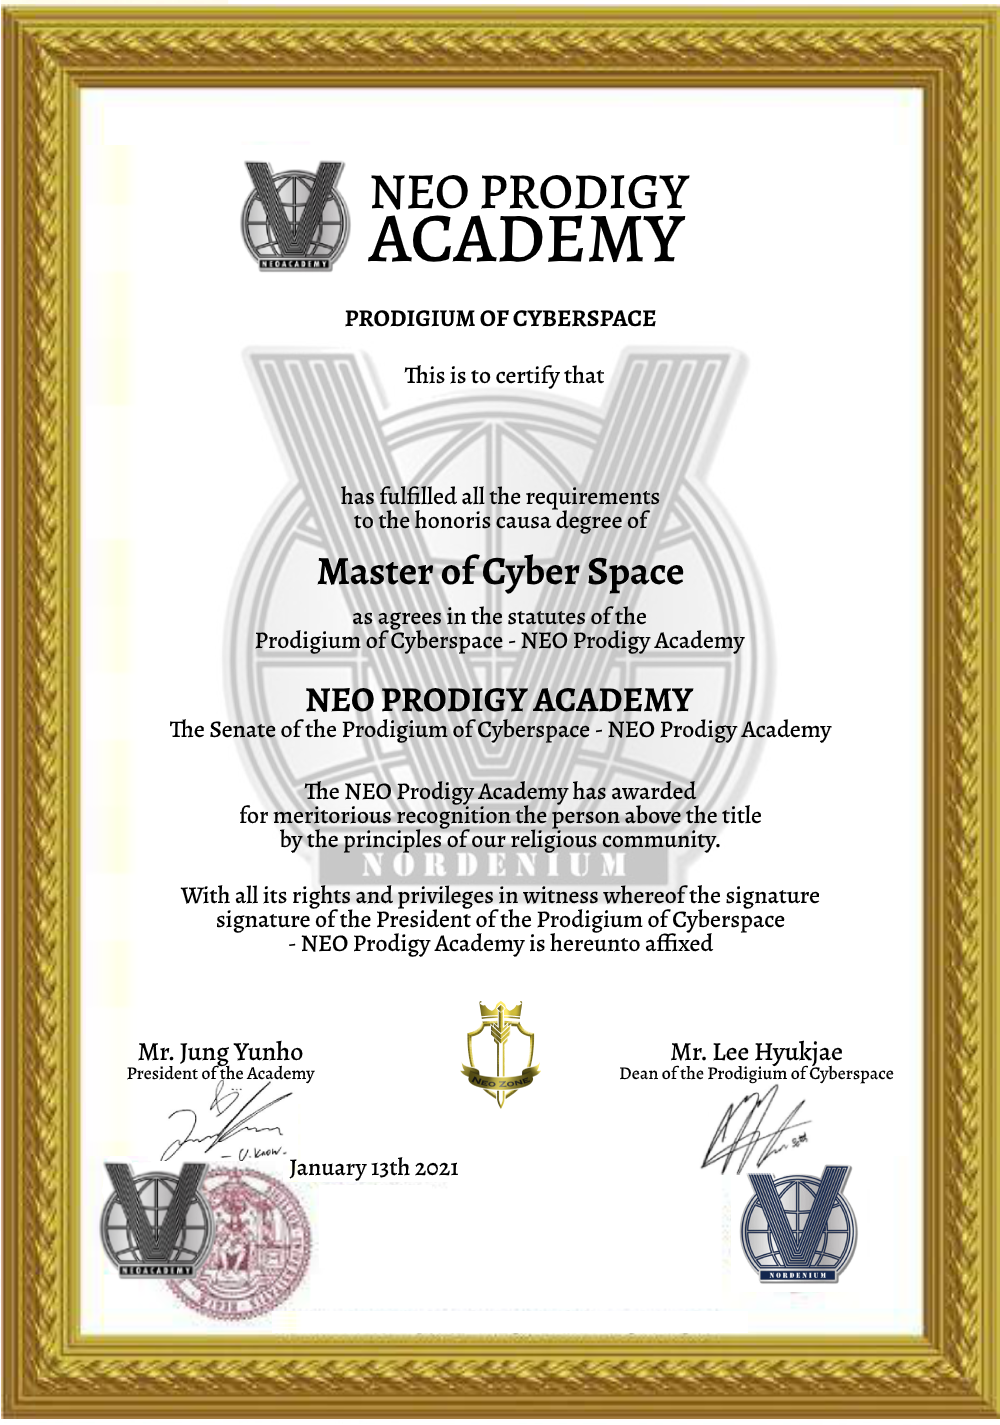 NEOACADEMY
NEO PRODIGY
ACADEMY
PRODIGIUM OF CYBERSPACE
This is to certify that
has fulfilled all the requirements
to the honoris causa degree of
Master of Cyber Space
as agrees in the statutes of the
Prodigium of Cyberspace - NEO Prodigy Academy
NEO PRODIGY ACADEMY
The Senate of the Prodigium of Cyberspace - NEO Prodigy Academy
The NEO Prodigy Academy has awarded
for meritorious recognition the person above the title
by the principles of our religious community.
NORDENIUM
With all its rights and privileges in witness whereof the signature
signature of the President of the Prodigium of Cyberspace
- NEO Prodigy Academy is hereunto affixed
NEO ZONE
Mr. Jung Yunho
President of the Academy
Mr. Lee Hyukjae
Dean of the Prodigium of Cyberspace
- U.Know -
January 13th 2021
NEOACADEMY
NORDENIUM